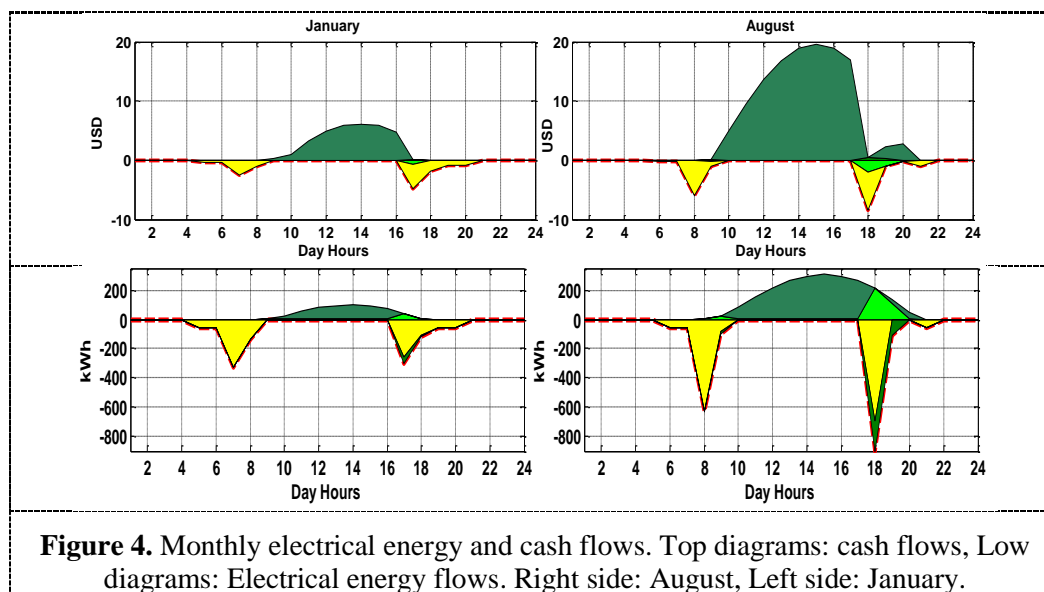 January
August
20
10
0
-10
USD
2 4 6 8 10 12 14 16 18 20 22 24
Day Hours
20
10
0
-10
USD
2 4 6 8 10 12 14 16 18 20 22 24
Day Hours
200
0
-200
-400
-600
-800
kWh
2 4 6 8 10 12 14 16 18 20 22 24
Day Hours
200
0
-200
-400
-600
-800
kWh
2 4 6 8 10 12 14 16 18 20 22 24
Day Hours
Figure 4. Monthly electrical energy and cash flows. Top diagrams: cash flows, Low
diagrams: Electrical energy flows. Right side: August, Left side: January.